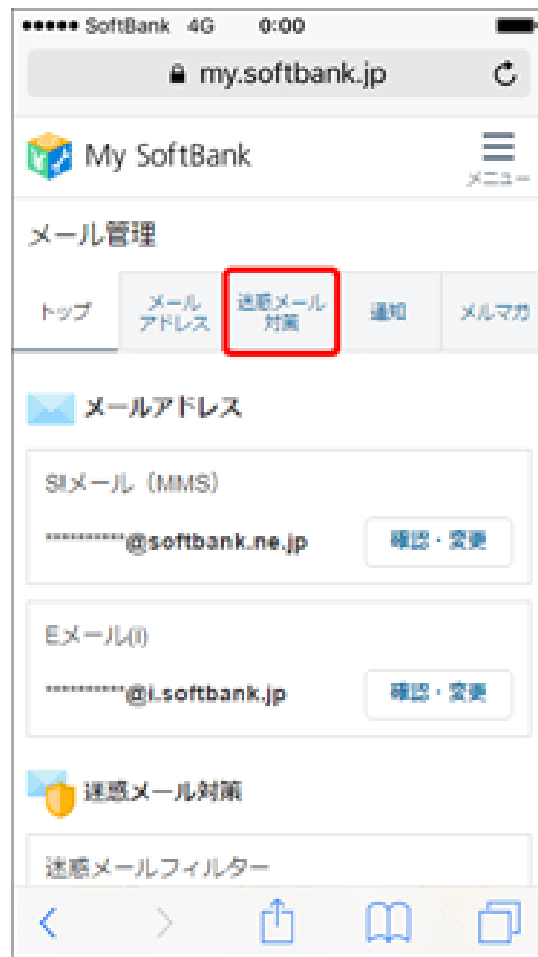 SoftBank 4G 0:00
my.softbank.jp
My SoftBank
メニュー
メール管理
トップ
メール
アドレス
迷惑メール
対策
通知
メルマガ
メールアドレス
S!メール（MMS）
**********@softbank.ne.jp
確認・変更
Eメール(i)
**********@i.softbank.jp
確認・変更
迷惑メール対策
迷惑メールフィルター